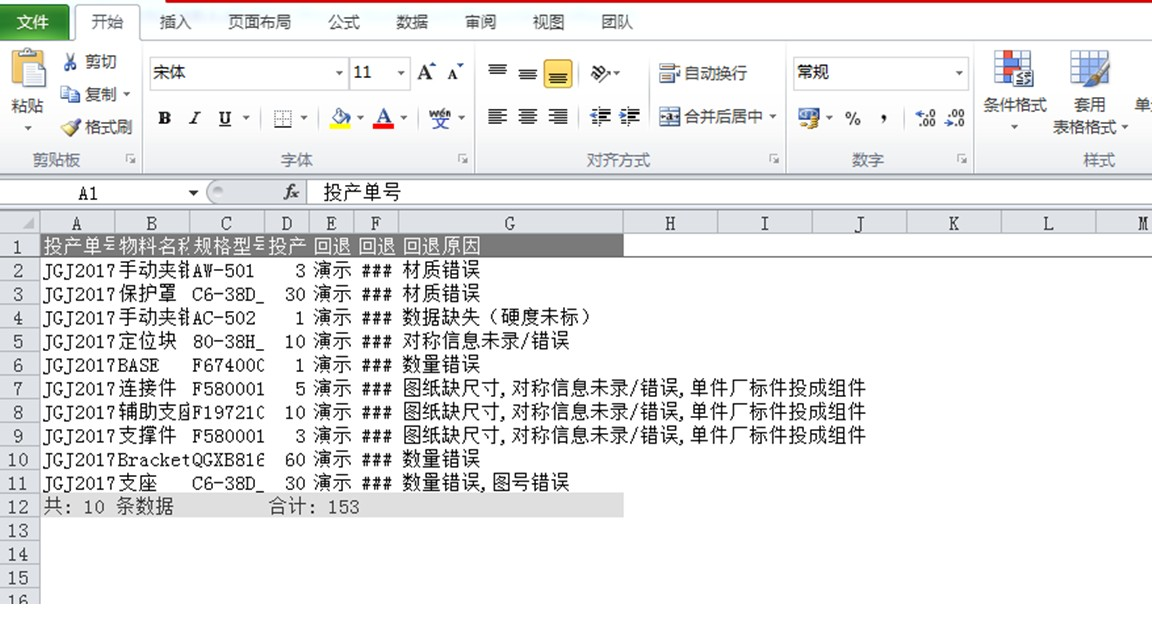 文件 开始 插入 页面布局 公式 数据 审阅 视图 团队
剪切
宋体 11 A A 自动换行 常规
粘贴 复制 条件格式 套用 单
B I U A wén 文 合并后居中 % , .00 .0
格式刷 表格格式
剪贴板 字体 对齐方式 数字 样式
A1 fx 投产单号
A B C D E F G H I J K L M
1 投产单号 物料名称 规格型号 投产 回退 回退 回退原因
2 JGJ2017 手动夹钳 AW-501 3 演示 ### 材质错误
3 JGJ2017 保护罩 C6-38D_ 30 演示 ### 材质错误
4 JGJ2017 手动夹钳 AC-502 1 演示 ### 数据缺失（硬度未标）
5 JGJ2017 定位块 80-38H_ 10 演示 ### 对称信息未录/错误
6 JGJ2017 BASE F67400C 1 演示 ### 数量错误
7 JGJ2017 连接件 F580001 5 演示 ### 图纸缺尺寸,对称信息未录/错误,单件厂标件投成组件
8 JGJ2017 辅助支座 F19721C 10 演示 ### 图纸缺尺寸,对称信息未录/错误,单件厂标件投成组件
9 JGJ2017 支撑件 F580001 3 演示 ### 图纸缺尺寸,对称信息未录/错误,单件厂标件投成组件
10 JGJ2017 Bracket QGXB816 60 演示 ### 数量错误
11 JGJ2017 支座 C6-38D_ 30 演示 ### 数量错误,图号错误
12 共: 10 条数据 合计: 153
13
14
15
16